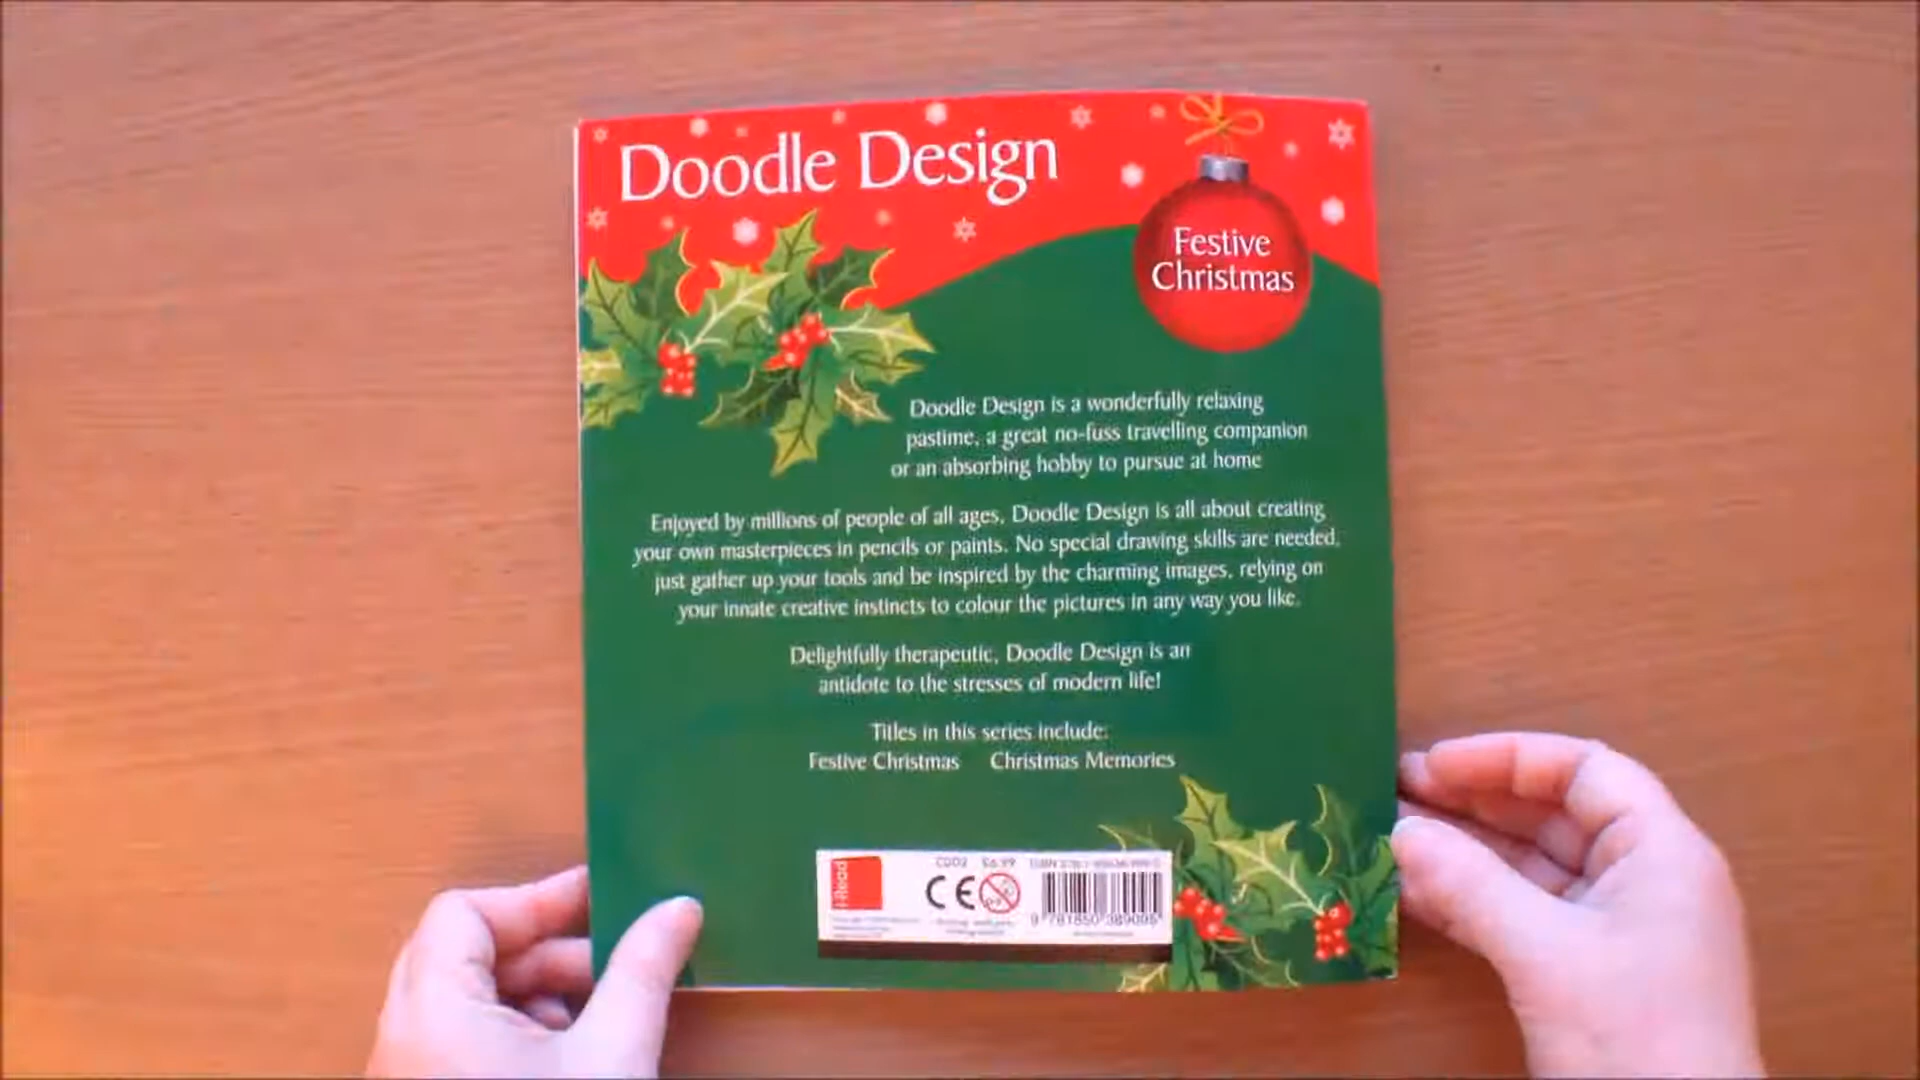 Doodle Design
Festive
Christmas
Doodle Design is a wonderfully relaxing
pastime, a great no-fuss travelling companion
or an absorbing hobby to pursue at home
Enjoyed by millions of people of all ages, Doodle Design is all about creating
your own masterpieces in pencils or paints. No special drawing skills are needed,
just gather up your tools and be inspired by the charming images, relying on
your innate creative instincts to colour the pictures in any way you like.
Delightfully therapeutic, Doodle Design is an
antidote to the stresses of modern life!
Titles in this series include:
Festive Christmas Christmas Memories
CDD2 £6.99 ISBN
CE